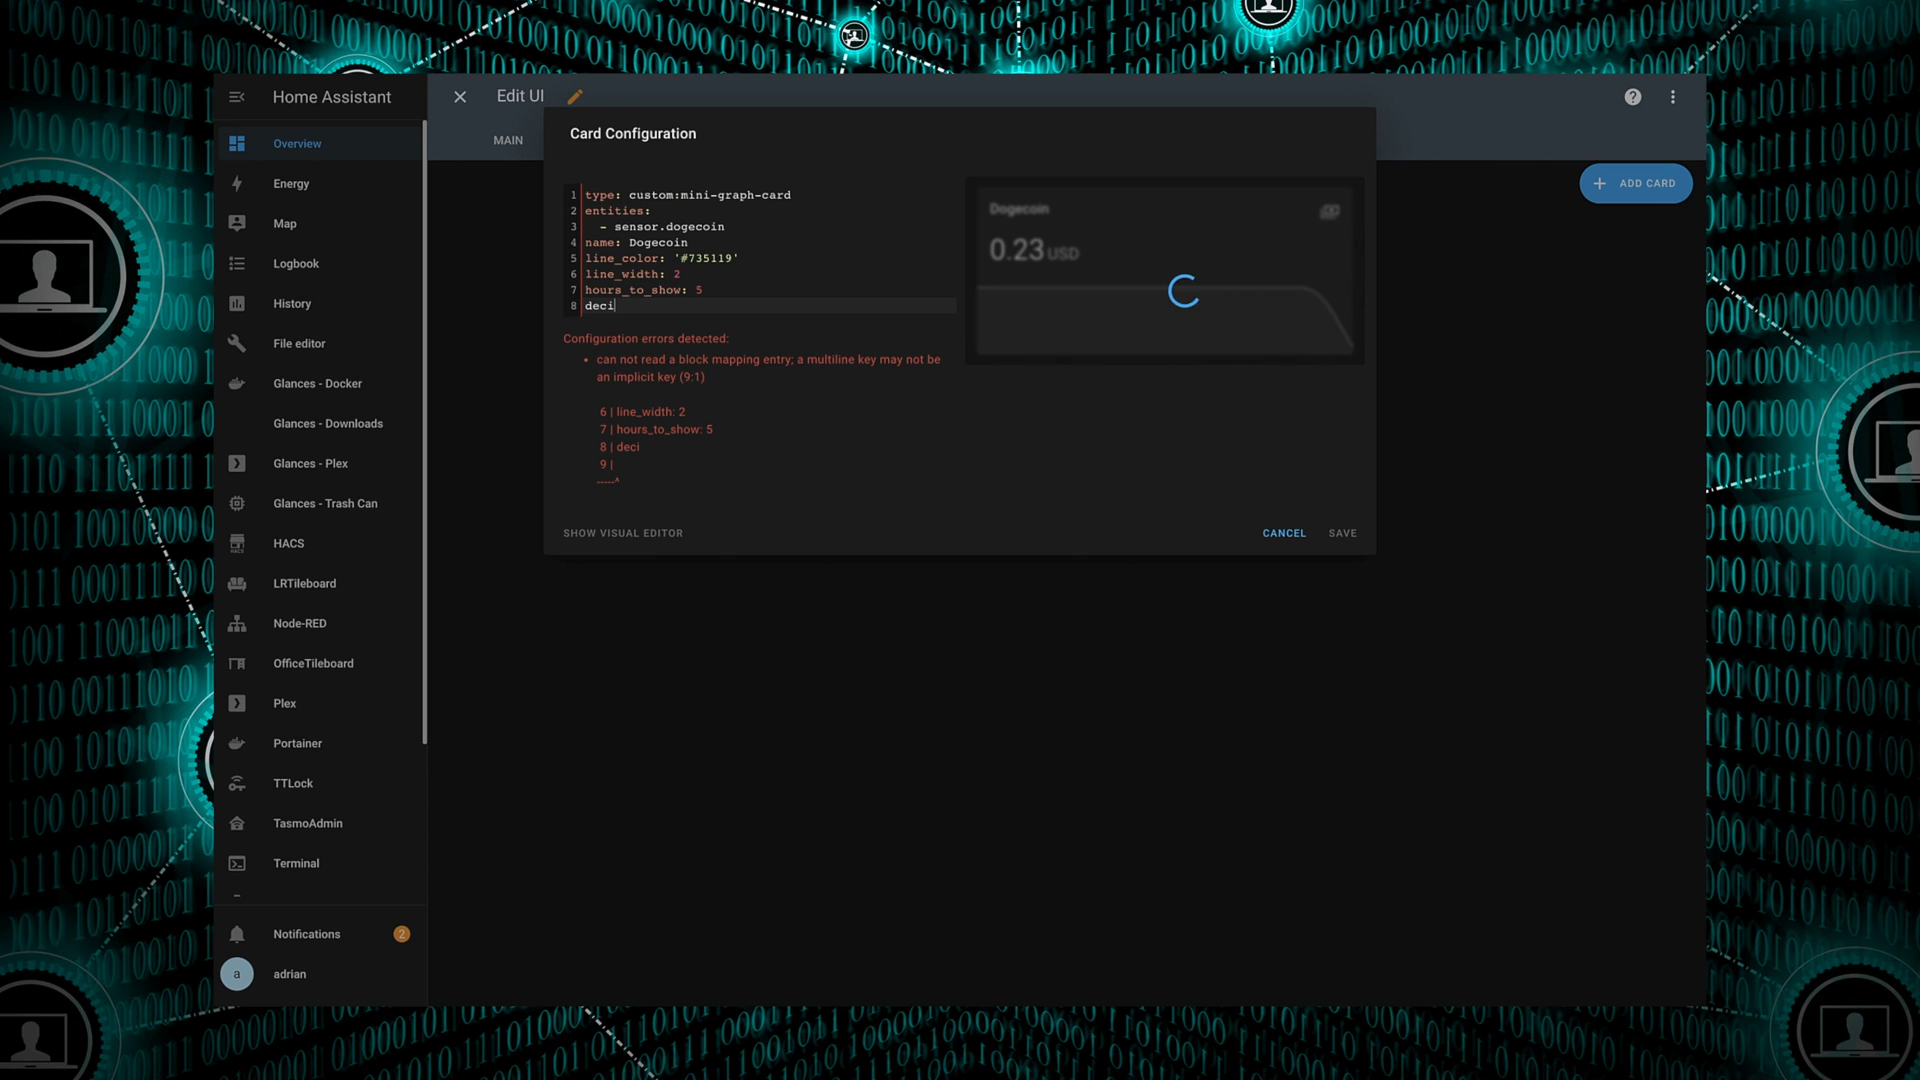 Home Assistant
Edit UI
MAIN
Overview
Energy
Map
Logbook
History
File editor
Glances - Docker
Glances - Downloads
Glances - Plex
Glances - Trash Can
HACS
HACS
LRTileboard
Node-RED
OfficeTileboard
Plex
Portainer
TTLock
TasmoAdmin
Terminal
Notifications
2
a
adrian
ADD CARD
Card Configuration
1 type: custom:mini-graph-card
2 entities:
3 - sensor.dogecoin
4 name: Dogecoin
5 line_color: '#735119'
6 line_width: 2
7 hours_to_show: 5
8 deci
Configuration errors detected:
• can not read a block mapping entry; a multiline key may not be
an implicit key (9:1)
6 | line_width: 2
7 | hours_to_show: 5
8 | deci
9 |
-----^
Dogecoin
0.23 USD
SHOW VISUAL EDITOR
CANCEL
SAVE